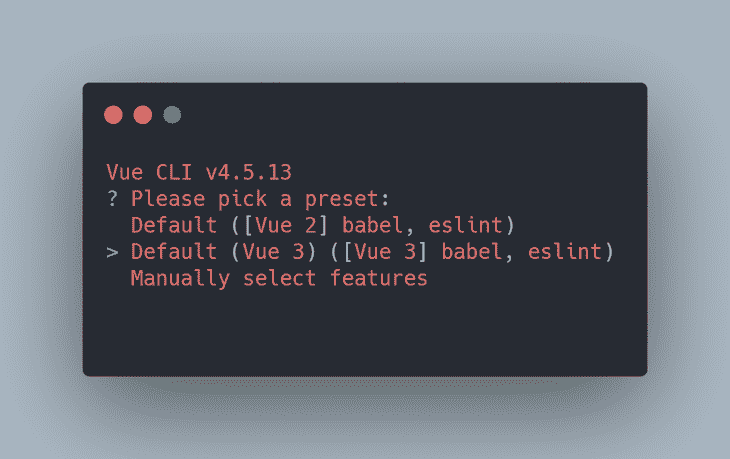 Vue CLI v4.5.13
? Please pick a preset:
Default ([Vue 2] babel, eslint)
> Default (Vue 3) ([Vue 3] babel, eslint)
Manually select features